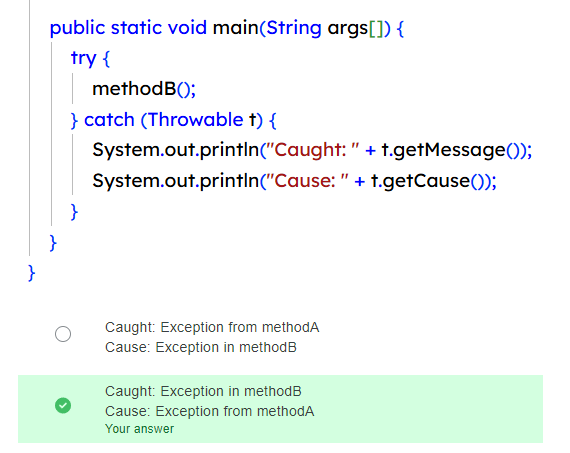 public static void main(String args[]) {
try {
methodB();
} catch (Throwable t) {
System.out.println("Caught: " + t.getMessage());
System.out.println("Cause: " + t.getCause());
}
}
}
Caught: Exception from methodA
Cause: Exception in methodB
Caught: Exception in methodB
Cause: Exception from methodA
Your answer